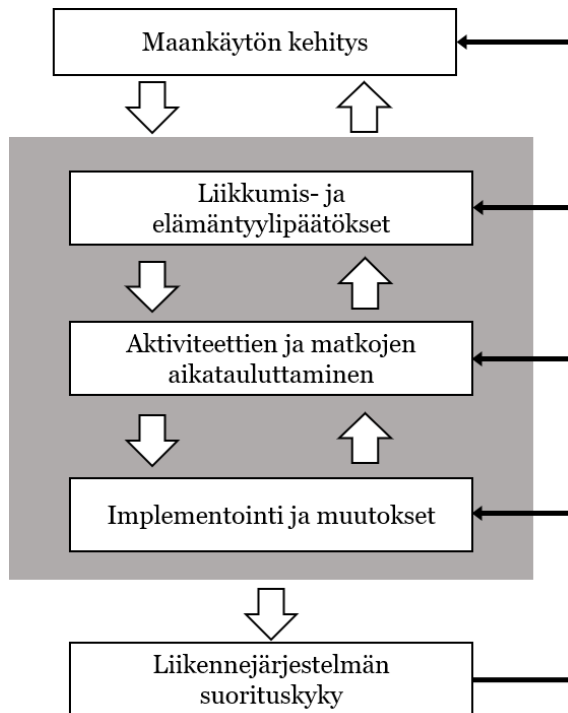 Maankäytön kehitys
Liikkumis- ja
elämäntyylipäätökset
Aktiviteettien ja matkojen
aikatauluttaminen
Implementointi ja muutokset
Liikennejärjestelmän
suorituskyky